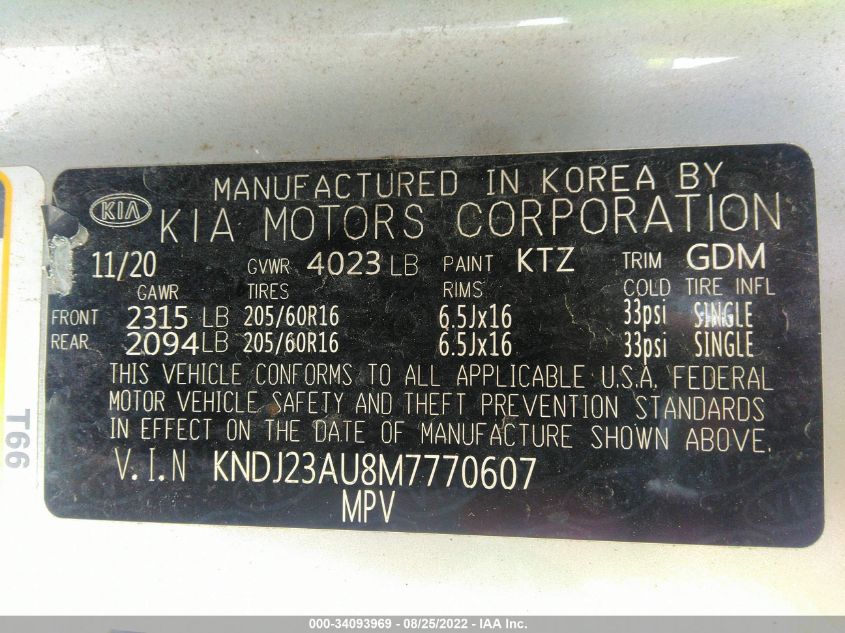 MANUFACTURED IN KOREA BY
KIA KIA MOTORS CORPORATION
11/20 GVWR 4023 LB PAINT KTZ TRIM GDM
GAWR TIRES RIMS COLD TIRE INFL
FRONT 2315 LB 205/60R16 6.5Jx16 33psi SINGLE
REAR 2094 LB 205/60R16 6.5Jx16 33psi SINGLE
THIS VEHICLE CONFORMS TO ALL APPLICABLE U.S.A. FEDERAL
MOTOR VEHICLE SAFETY AND THEFT PREVENTION STANDARDS
IN EFFECT ON THE DATE OF MANUFACTURE SHOWN ABOVE.
V.I.N KNDJ23AU8M7770607
MPV
T66
000-34093969 - 08/25/2022 - IAA Inc.